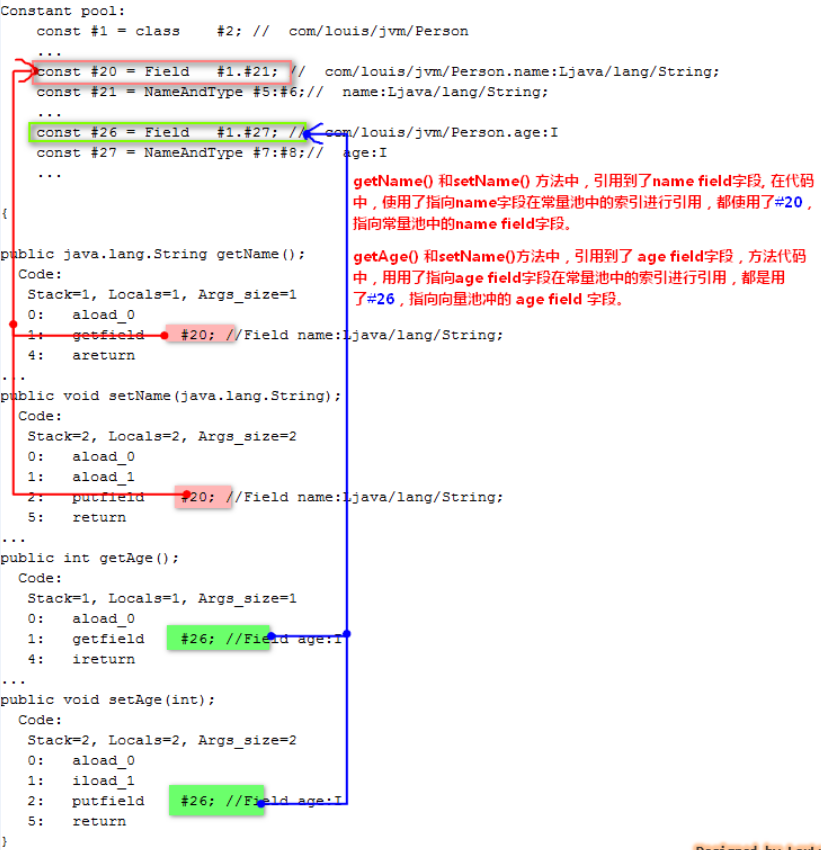 Constant pool:
const #1 = class #2; // com/louis/jvm/Person
...
const #20 = Field #1.#21; // com/louis/jvm/Person.name:Ljava/lang/String;
const #21 = NameAndType #5:#6;// name:Ljava/lang/String;
...
const #26 = Field #1.#27; // com/louis/jvm/Person.age:I
const #27 = NameAndType #7:#8;// age:I
...
getName() 和setName() 方法中，引用到了name field字段, 在代码
中，使用了指向name字段在常量池中的索引进行引用，都使用了#20，
指向常量池中的name field字段。
{
getAge() 和setName()方法中，引用到了 age field字段，方法代码
中，用用了指向age field字段在常量池中的索引进行引用，都是用
了#26，指向向量池冲的 age field 字段。
public java.lang.String getName();
Code:
Stack=1, Locals=1, Args_size=1
0: aload_0
1: getfield #20; //Field name:Ljava/lang/String;
4: areturn
...
public void setName(java.lang.String);
Code:
Stack=2, Locals=2, Args_size=2
0: aload_0
1: aload_1
2: putfield #20; //Field name:Ljava/lang/String;
5: return
...
public int getAge();
Code:
Stack=1, Locals=1, Args_size=1
0: aload_0
1: getfield #26; //Field age:I
4: ireturn
...
public void setAge(int);
Code:
Stack=2, Locals=2, Args_size=2
0: aload_0
1: iload_1
2: putfield #26; //Field age:I
5: return
}
Designed by